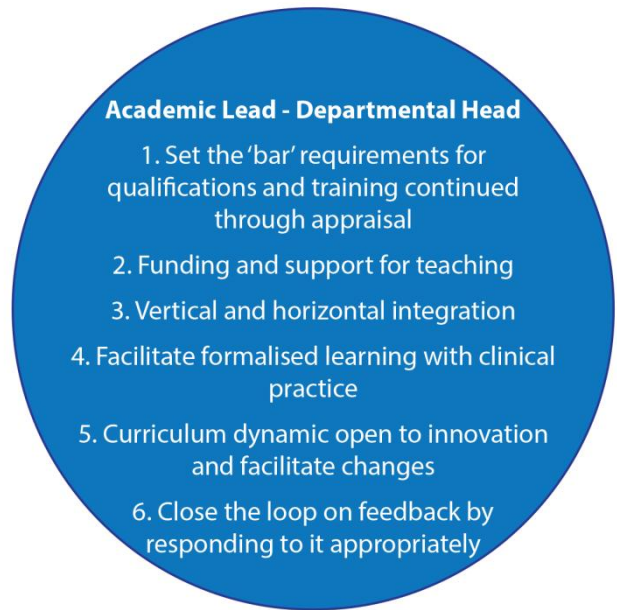 Academic Lead - Departmental Head
1. Set the ‘bar’ requirements for
qualifications and training continued
through appraisal
2. Funding and support for teaching
3. Vertical and horizontal integration
4. Facilitate formalised learning with clinical
practice
5. Curriculum dynamic open to innovation
and facilitate changes
6. Close the loop on feedback by
responding to it appropriately